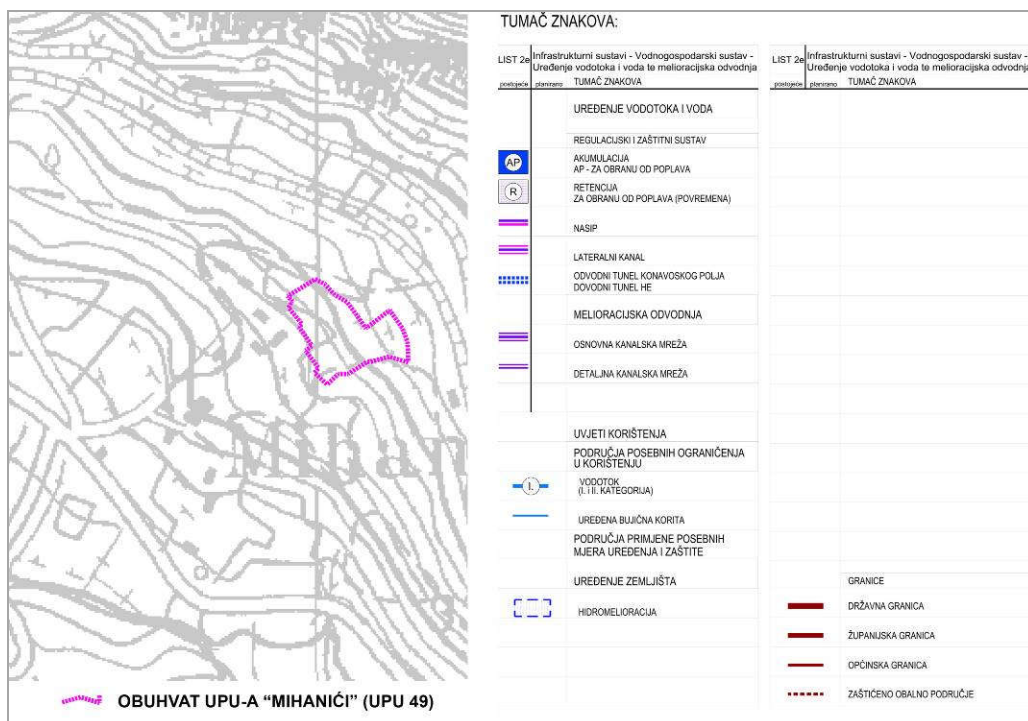 Mihan
OBUHVAT UPU-A “MIHANIĆI” (UPU 49)
TUMAČ ZNAKOVA:
LIST 2e Infrastrukturni sustavi - Vodnogospodarski sustav -
Uređenje vodotoka i voda te melioracijska odvodnja
postojeće planirano TUMAČ ZNAKOVA
UREĐENJE VODOTOKA I VODA
REGULACIJSKI I ZAŠTITNI SUSTAV
AP AKUMULACIJA
AP - ZA OBRANU OD POPLAVA
R RETENCIJA
ZA OBRANU OD POPLAVA (POVREMENA)
NASIP
LATERALNI KANAL
ODVODNI TUNEL KONAVOSKOG POLJA
DOVODNI TUNEL HE
MELIORACIJSKA ODVODNJA
OSNOVNA KANALSKA MREŽA
DETALJNA KANALSKA MREŽA
UVJETI KORIŠTENJA
PODRUČJA POSEBNIH OGRANIČENJA
U KORIŠTENJU
I. VODOTOK
(I. i II. KATEGORIJA)
UREĐENA BUJIČNA KORITA
PODRUČJA PRIMJENE POSEBNIH
MJERA UREĐENJA I ZAŠTITE
UREĐENJE ZEMLJIŠTA
HIDROMELIORACIJA
LIST 2e Infrastrukturni sustavi - Vodnogospodarski sustav -
Uređenje vodotoka i voda te melioracijska odvodnja
postojeće planirano TUMAČ ZNAKOVA
GRANICE
DRŽAVNA GRANICA
ŽUPANIJSKA GRANICA
OPĆINSKA GRANICA
ZAŠTIĆENO OBALNO PODRUČJE